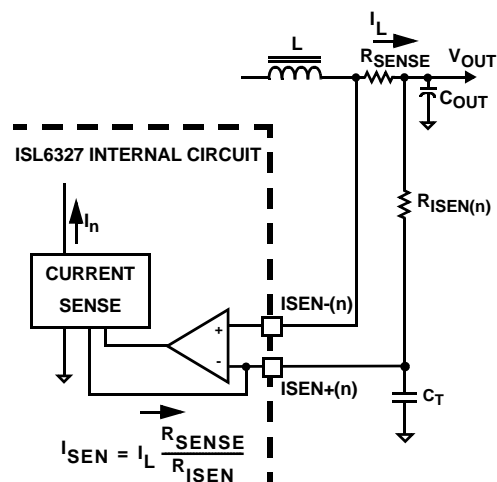 I_L
L
R_SENSE
V_OUT
C_OUT
ISL6327 INTERNAL CIRCUIT
R_ISEN(n)
I_n
CURRENT
SENSE
ISEN-(n)
+
-
ISEN+(n)
C_T
I_SEN = I_L R_SENSE / R_ISEN